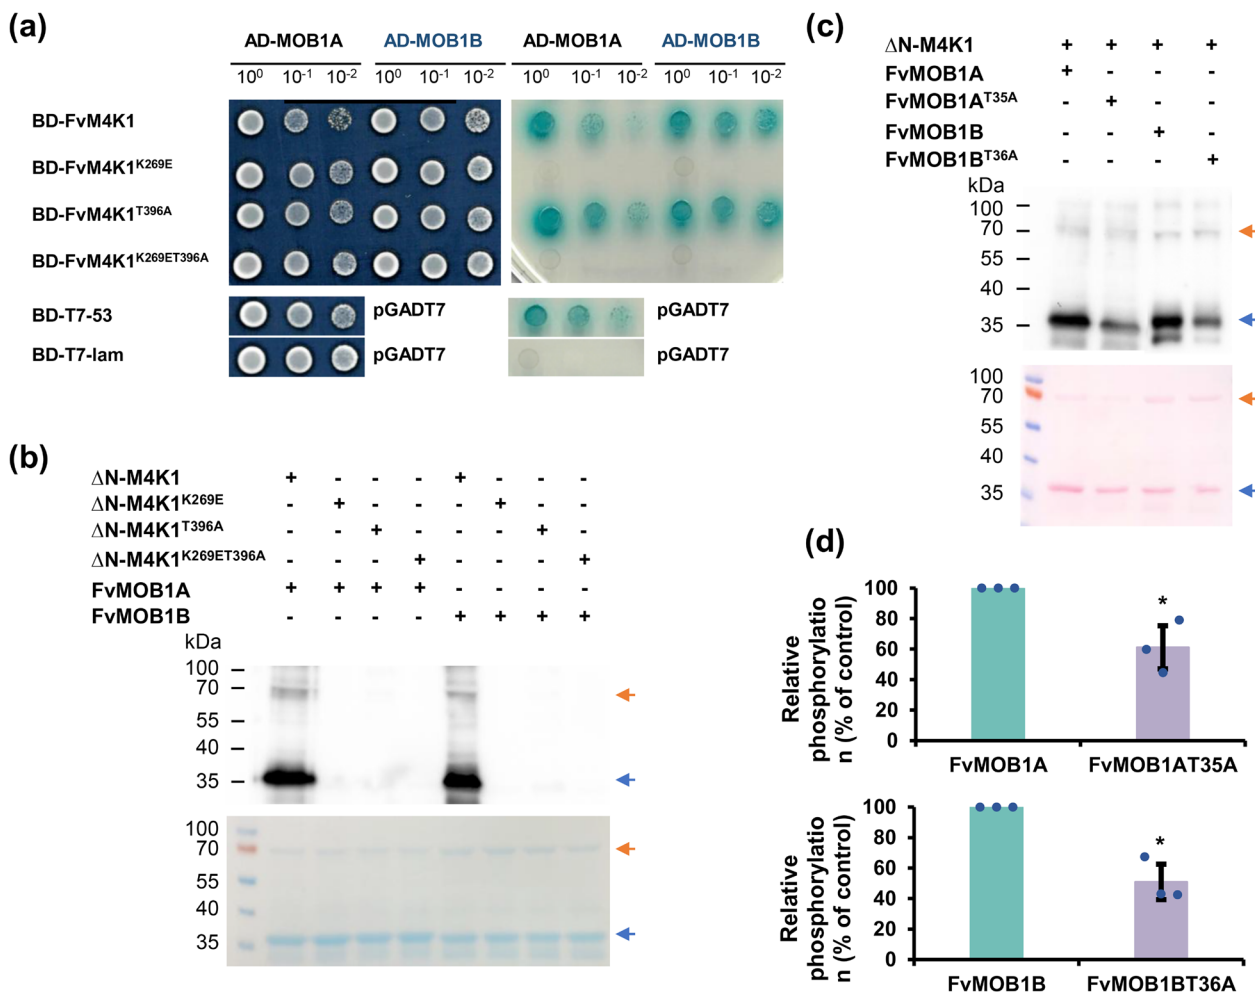 (a)
AD-MOB1A AD-MOB1B AD-MOB1A AD-MOB1B
10⁰ 10⁻¹ 10⁻² 10⁰ 10⁻¹ 10⁻² 10⁰ 10⁻¹ 10⁻² 10⁰ 10⁻¹ 10⁻²
BD-FvM4K1
BD-FvM4K1ᴷ²⁶⁹ᴱ
BD-FvM4K1ᵀ³⁹⁶ᴬ
BD-FvM4K1ᴷ²⁶⁹ᴱᵀ³⁹⁶ᴬ
BD-T7-53 pGADT7 pGADT7
BD-T7-lam pGADT7 pGADT7
(b)
ΔN-M4K1 + - - - + - - -
ΔN-M4K1ᴷ²⁶⁹ᴱ - + - - - + - -
ΔN-M4K1ᵀ³⁹⁶ᴬ - - + - - - + -
ΔN-M4K1ᴷ²⁶⁹ᴱᵀ³⁹⁶ᴬ - - - + - - - +
FvMOB1A + + + + - - - -
FvMOB1B - - - - + + + +
kDa
100
70
55
40
35
100
70
55
40
35
(c)
ΔN-M4K1 + + + +
FvMOB1A + - - -
FvMOB1Aᵀ³⁵ᴬ - + - -
FvMOB1B - - + -
FvMOB1Bᵀ³⁶ᴬ - - - +
kDa
100
70
55
40
35
100
70
55
40
35
(d)
Relative
phosphorylatio
n (% of control)
100
80
60
40
20
0
*
FvMOB1A FvMOB1AT35A
Relative
phosphorylatio
n (% of control)
100
80
60
40
20
0
*
FvMOB1B FvMOB1BT36A